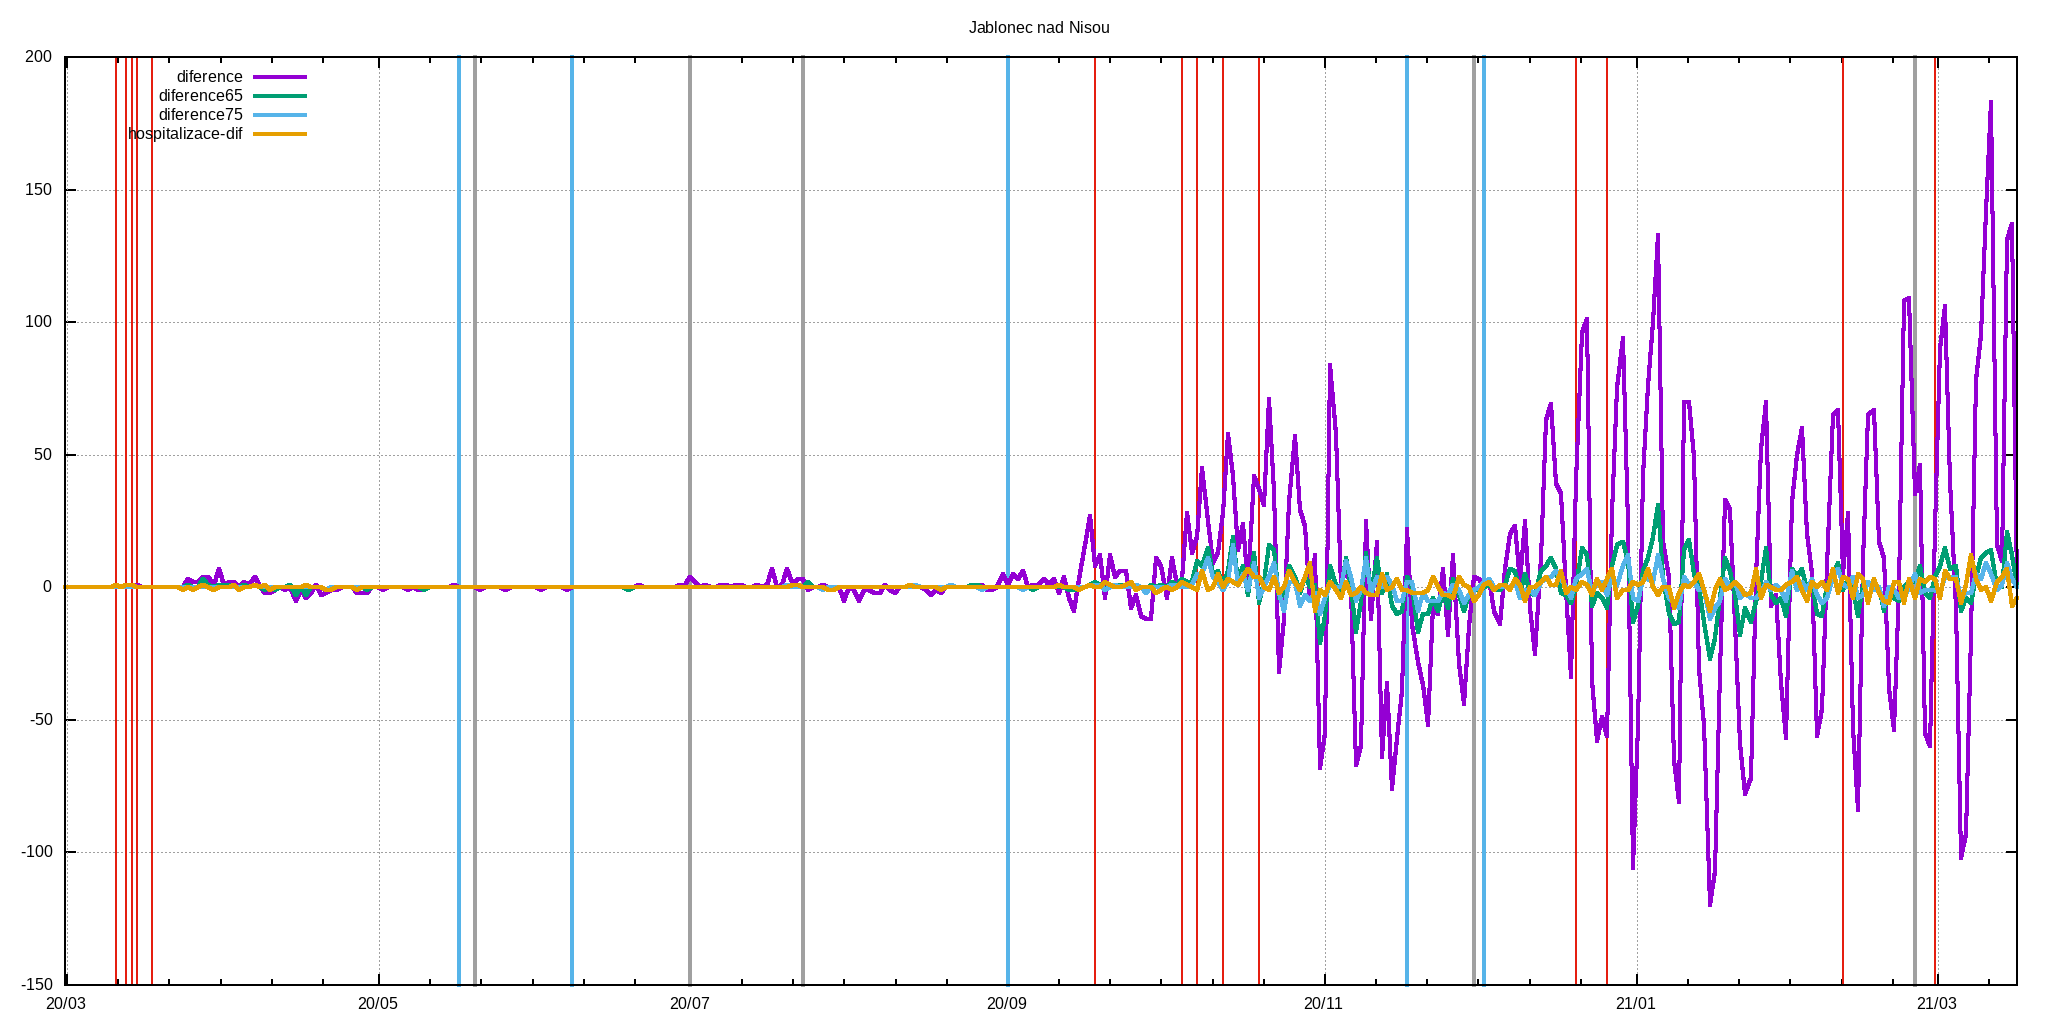 Jablonec nad Nisou
200
150
100
50
0
-50
-100
-150
diference
diference65
diference75
hospitalizace-dif
20/03 20/05 20/07 20/09 20/11 21/01 21/03